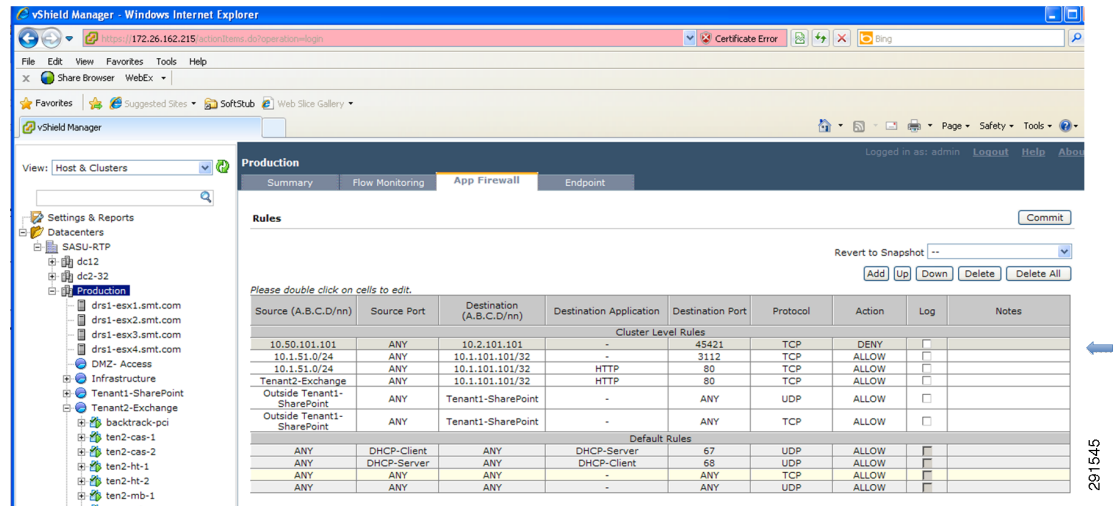 vShield Manager - Windows Internet Explorer
https://172.26.162.215/actionItems.do?operation=login
Certificate Error
Bing
File Edit View Favorites Tools Help
x Share Browser WebEx
Favorites Suggested Sites SoftStub Web Slice Gallery
vShield Manager
Page Safety Tools
Logged in as: admin Logout Help Abou
View: Host & Clusters
Production
Summary Flow Monitoring App Firewall Endpoint
Settings & Reports
Datacenters
SASU-RTP
dc12
dc2-32
Production
drs1-esx1.smt.com
drs1-esx2.smt.com
drs1-esx3.smt.com
drs1-esx4.smt.com
DMZ- Access
Infrastructure
Tenant1-SharePoint
Tenant2-Exchange
backtrack-pci
ten2-cas-1
ten2-cas-2
ten2-ht-1
ten2-ht-2
ten2-mb-1
Rules
Commit
Revert to Snapshot --
Add Up Down Delete Delete All
Please double click on cells to edit.
Source (A.B.C.D/nn) Source Port Destination (A.B.C.D/nn) Destination Application Destination Port Protocol Action Log Notes
Cluster Level Rules
10.50.101.101 ANY 10.2.101.101 - 45421 TCP DENY
10.1.51.0/24 ANY 10.1.101.101/32 - 3112 TCP ALLOW
10.1.51.0/24 ANY 10.1.101.101/32 HTTP 80 TCP ALLOW
Tenant2-Exchange ANY 10.1.101.101/32 HTTP 80 TCP ALLOW
Outside Tenant1-SharePoint ANY Tenant1-SharePoint - ANY UDP ALLOW
Outside Tenant1-SharePoint ANY Tenant1-SharePoint - ANY TCP ALLOW
Default Rules
ANY DHCP-Client ANY DHCP-Server 67 UDP ALLOW
ANY DHCP-Server ANY DHCP-Client 68 UDP ALLOW
ANY ANY ANY - ANY TCP ALLOW
ANY ANY ANY - ANY UDP ALLOW
291545